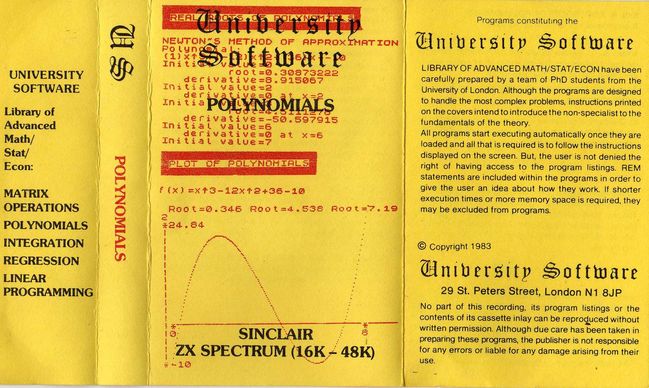 UNIVERSITY
SOFTWARE
Library of
Advanced
Math/
Stat/
Econ:
MATRIX
OPERATIONS
POLYNOMIALS
INTEGRATION
REGRESSION
LINEAR
PROGRAMMING
US
POLYNOMIALS
REAL ROOTS OF POLYNOMIALS
University
Software
POLYNOMIALS
NEWTON'S METHOD OF APPROXIMATION
Polynomial:
Initial
root=0.30873222
derivative=5.915067
Initial value=2
derivative=0 at x=2
Initial
derivative=-50.597915
Initial value=6
derivative=0 at x=6
Initial value=7
PLOT OF POLYNOMIALS
f(x)=x↑3-12x↑2+36-10
Root=0.346 Root=4.536 Root=7.19
2
*24.84
*0
*8
*-10
SINCLAIR
ZX SPECTRUM (16K – 48K)
Programs constituting the
University Software
LIBRARY OF ADVANCED MATH/STAT/ECON have been
carefully prepared by a team of PhD students from the
University of London. Although the programs are designed
to handle the most complex problems, instructions printed
on the covers intend to introduce the non-specialist to the
fundamentals of the theory.
All programs start executing automatically once they are
loaded and all that is required is to follow the instructions
displayed on the screen. But, the user is not denied the
right of having access to the program listings. REM
statements are included within the programs in order to
give the user an idea about how they work. If shorter
execution times or more memory space is required, they
may be excluded from programs.
© Copyright 1983
University Software
29 St. Peters Street, London N1 8JP
No part of this recording, its program listings or the
contents of its cassette inlay can be reproduced without
written permission. Although due care has been taken in
preparing these programs, the publisher is not responsible
for any errors or liable for any damage arising from their
use.